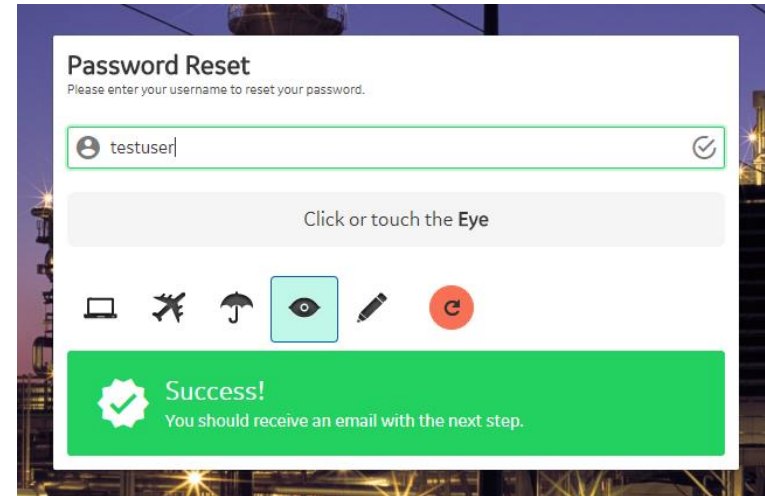 Password Reset
Please enter your username to reset your password.
testuser
Click or touch the Eye
Success!
You should receive an email with the next step.